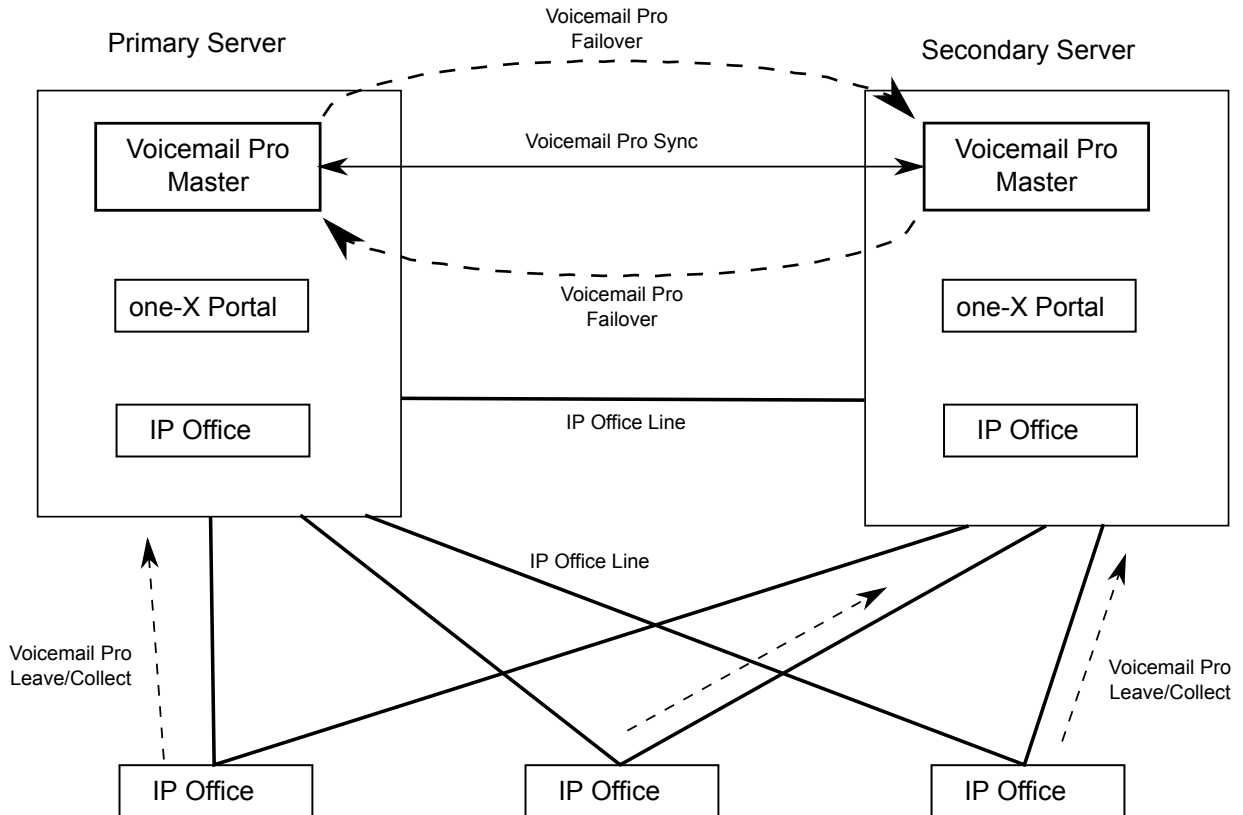 Voicemail Pro
Failover
Primary Server
Secondary Server
Voicemail Pro
Master
Voicemail Pro Sync
Voicemail Pro
Master
one-X Portal
Voicemail Pro
Failover
one-X Portal
IP Office
IP Office Line
IP Office
IP Office Line
Voicemail Pro
Leave/Collect
Voicemail Pro
Leave/Collect
IP Office
IP Office
IP Office